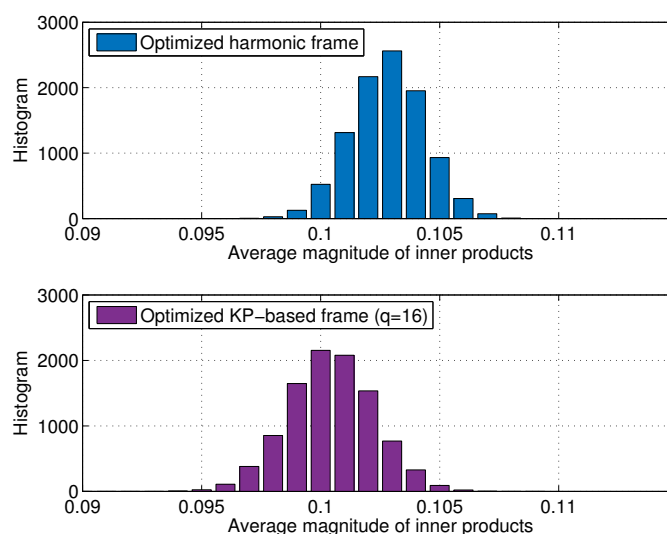 3000
Optimized harmonic frame
2000
1000
0
Histogram
0.09 0.095 0.1 0.105 0.11
Average magnitude of inner products
3000
Optimized KP−based frame (q=16)
2000
1000
0
Histogram
0.09 0.095 0.1 0.105 0.11
Average magnitude of inner products